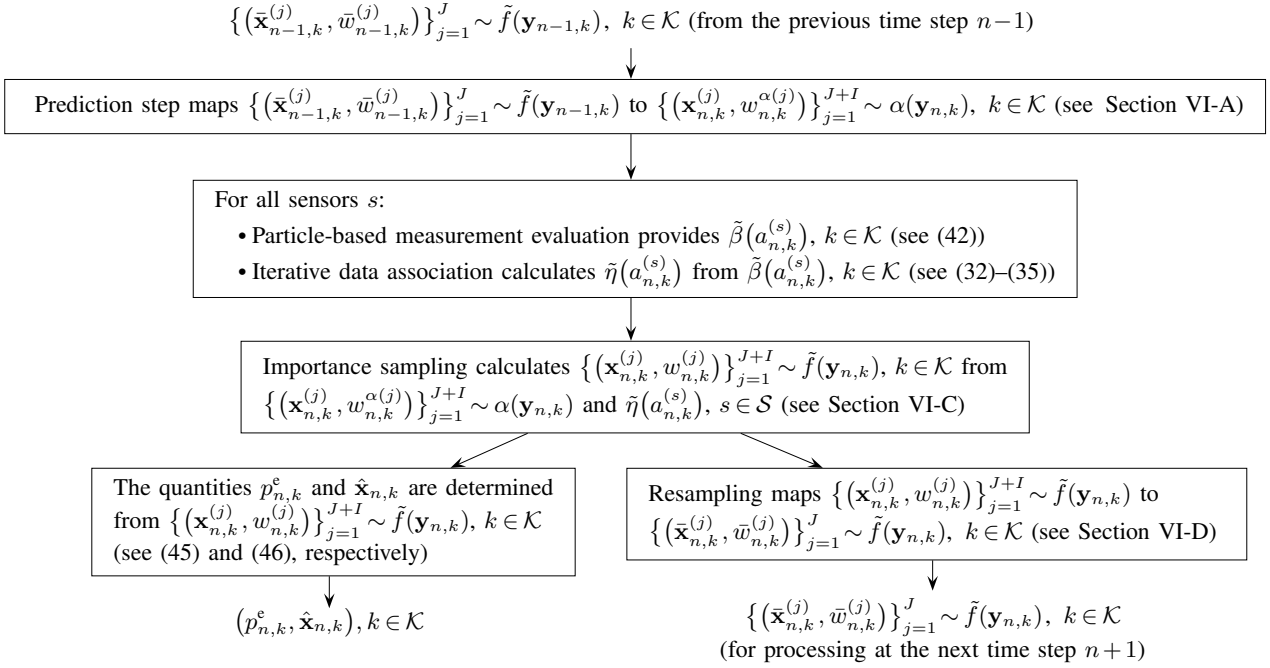 {(x̄_{n−1,k}^{(j)}, w̄_{n−1,k}^{(j)})}_{j=1}^{J} ∼ f̃(y_{n−1,k}), k ∈ 𝒦 (from the previous time step n−1)
Prediction step maps {(x̄_{n−1,k}^{(j)}, w̄_{n−1,k}^{(j)})}_{j=1}^{J} ∼ f̃(y_{n−1,k}) to {(x_{n,k}^{(j)}, w_{n,k}^{α(j)})}_{j=1}^{J+I} ∼ α(y_{n,k}), k ∈ 𝒦 (see Section VI-A)
For all sensors s:
• Particle-based measurement evaluation provides β̃(a_{n,k}^{(s)}), k ∈ 𝒦 (see (42))
• Iterative data association calculates η̃(a_{n,k}^{(s)}) from β̃(a_{n,k}^{(s)}), k ∈ 𝒦 (see (32)–(35))
Importance sampling calculates {(x_{n,k}^{(j)}, w_{n,k}^{(j)})}_{j=1}^{J+I} ∼ f̃(y_{n,k}), k ∈ 𝒦 from
{(x_{n,k}^{(j)}, w_{n,k}^{α(j)})}_{j=1}^{J+I} ∼ α(y_{n,k}) and η̃(a_{n,k}^{(s)}), s ∈ 𝒮 (see Section VI-C)
The quantities p_{n,k}^{e} and x̂_{n,k} are determined
from {(x_{n,k}^{(j)}, w_{n,k}^{(j)})}_{j=1}^{J+I} ∼ f̃(y_{n,k}), k ∈ 𝒦
(see (45) and (46), respectively)
(p_{n,k}^{e}, x̂_{n,k}), k ∈ 𝒦
Resampling maps {(x_{n,k}^{(j)}, w_{n,k}^{(j)})}_{j=1}^{J+I} ∼ f̃(y_{n,k}) to
{(x̄_{n,k}^{(j)}, w̄_{n,k}^{(j)})}_{j=1}^{J} ∼ f̃(y_{n,k}), k ∈ 𝒦 (see Section VI-D)
{(x̄_{n,k}^{(j)}, w̄_{n,k}^{(j)})}_{j=1}^{J} ∼ f̃(y_{n,k}), k ∈ 𝒦
(for processing at the next time step n+1)